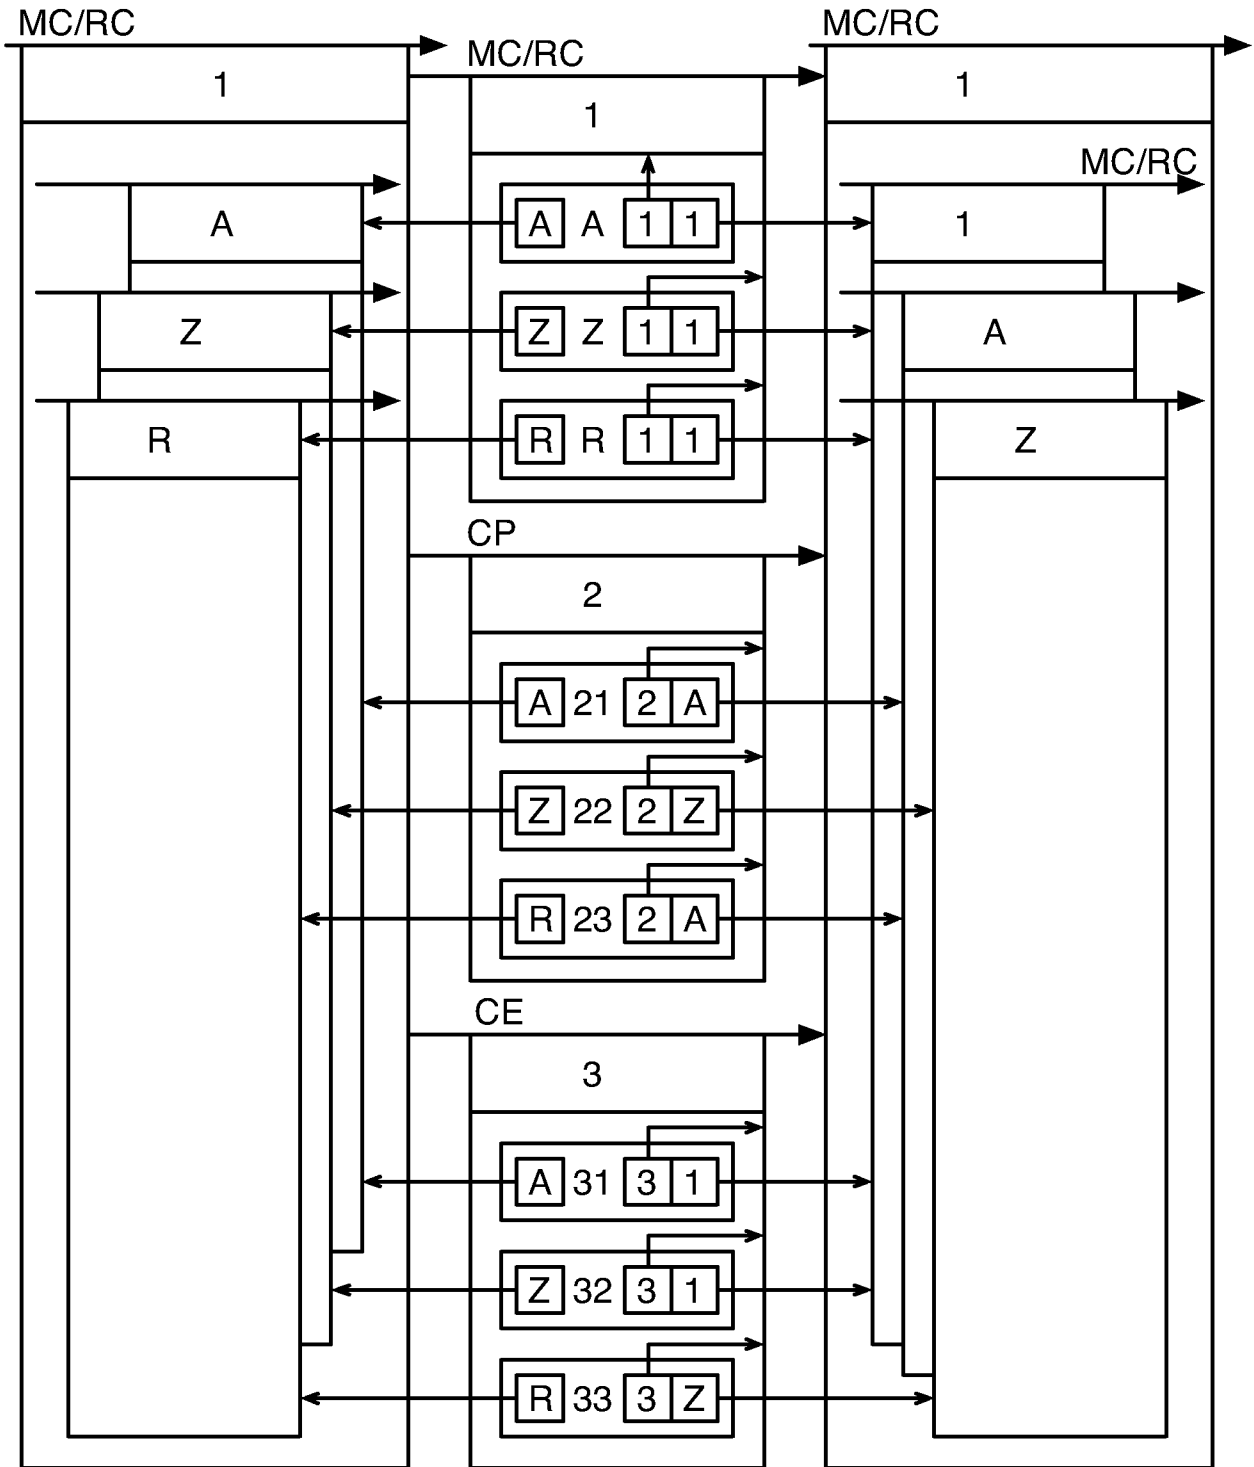 MC/RC
MC/RC
MC/RC
1
1
1
MC/RC
A
A A 1 1
1
Z
Z Z 1 1
A
R
R R 1 1
Z
CP
2
A 21 2 A
Z 22 2 Z
R 23 2 A
CE
3
A 31 3 1
Z 32 3 1
R 33 3 Z